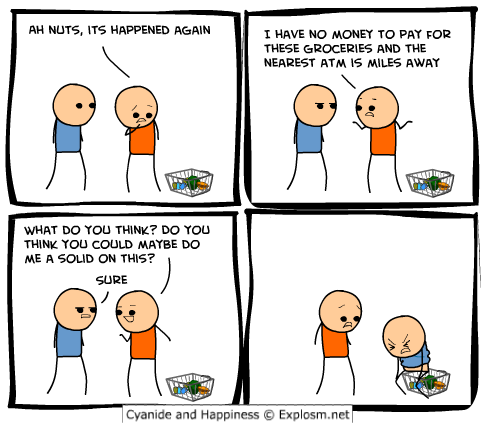 AH NUTS, ITS HAPPENED AGAIN
I HAVE NO MONEY TO PAY FOR
THESE GROCERIES AND THE
NEAREST ATM IS MILES AWAY
WHAT DO YOU THINK? DO YOU
THINK YOU COULD MAYBE DO
ME A SOLID ON THIS?
SURE
Cyanide and Happiness © Explosm.net